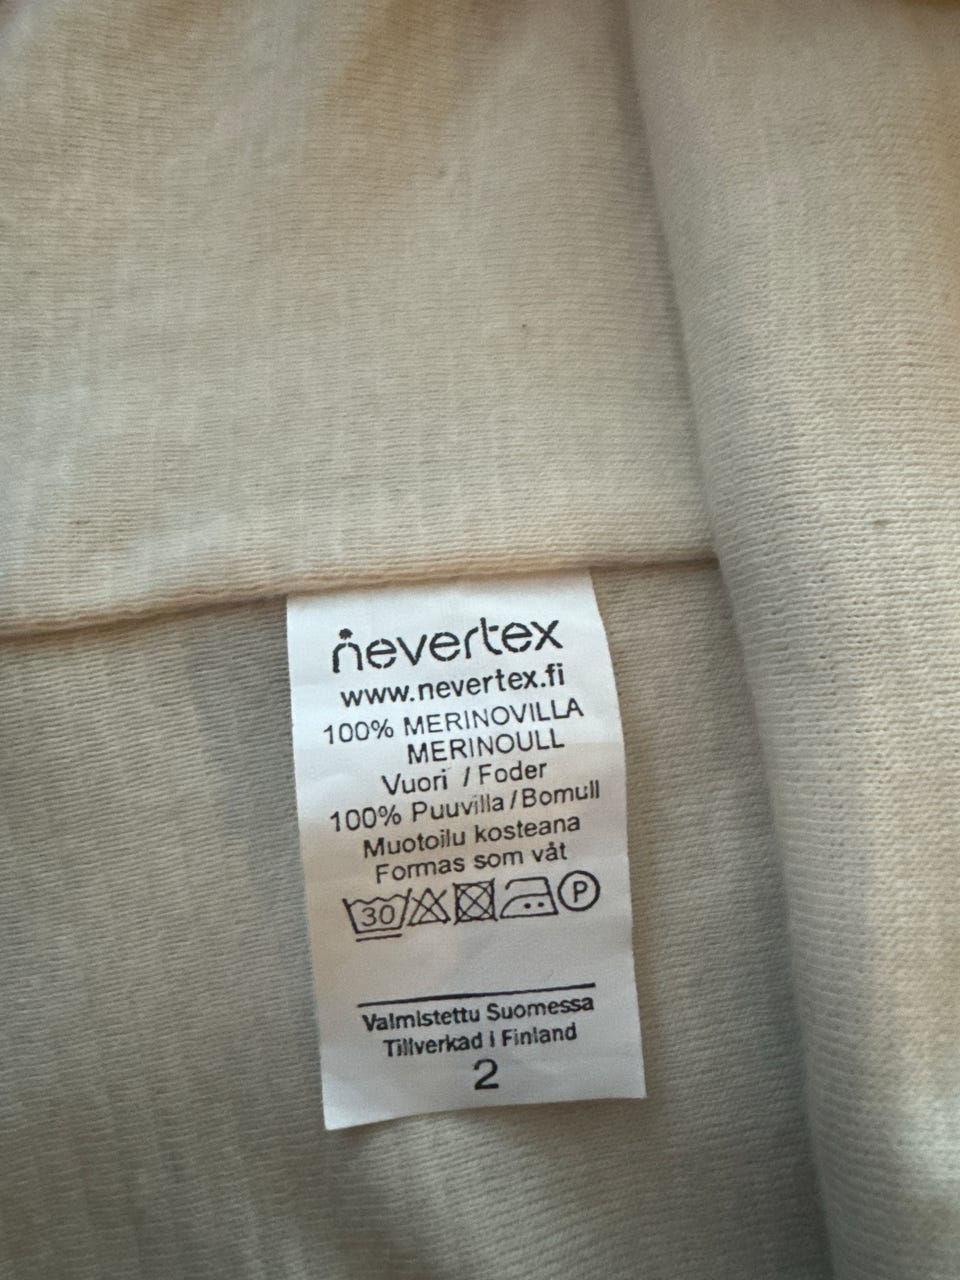 nevertex
www.nevertex.fi
100% MERINOVILLA
MERINOULL
Vuori / Foder
100% Puuvilla/Bomull
Muotoilu kosteana
Formas som våt
30 P
Valmistettu Suomessa
Tillverkad i Finland
2